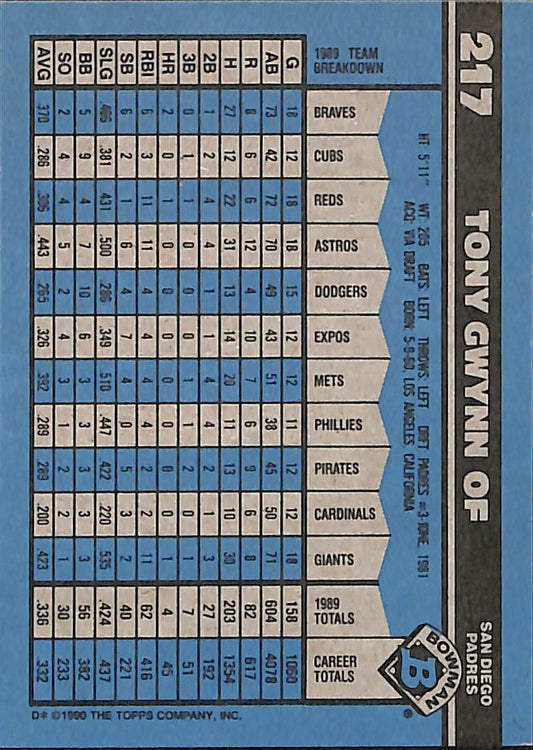 217 TONY GWYNN OF
SAN DIEGO
PADRES
BOWMAN
B
®
HT 5'11" WT 205 BATS LEFT THROWS LEFT DRFT PADRES #3-JUNE, 1981
ACQ. VIA DRAFT BORN 5-9-60, LOS ANGELES, CALIFORNIA
1989 TEAM
BREAKDOWN G AB R H 2B 3B HR RBI SB SLG BB SO AVG
BRAVES 18 73 8 27 1 0 2 6 6 .466 5 2 .370
CUBS 12 42 6 12 2 1 0 3 2 .381 9 4 .286
REDS 18 72 6 22 4 1 1 11 1 .431 4 4 .306
ASTROS 18 70 12 31 4 0 0 11 6 .500 7 5 .443
DODGERS 15 49 4 13 1 0 0 4 4 .286 10 2 .265
EXPOS 12 43 10 14 1 0 0 4 7 .349 6 4 .326
METS 12 51 7 20 4 1 0 4 4 .510 3 3 .392
PHILLIES 11 38 6 11 4 1 0 4 0 .447 3 1 .289
PIRATES 12 45 9 13 2 2 0 2 5 .422 3 2 .289
CARDINALS 12 50 6 10 1 0 0 2 3 .220 3 2 .200
GIANTS 18 71 8 30 3 1 1 11 2 .535 3 1 .423
1989
TOTALS 158 604 82 203 27 7 4 62 40 .424 56 30 .336
CAREER
TOTALS 1060 4078 617 1354 192 51 45 416 221 .437 382 233 .332
D* ©1990 THE TOPPS COMPANY, INC.